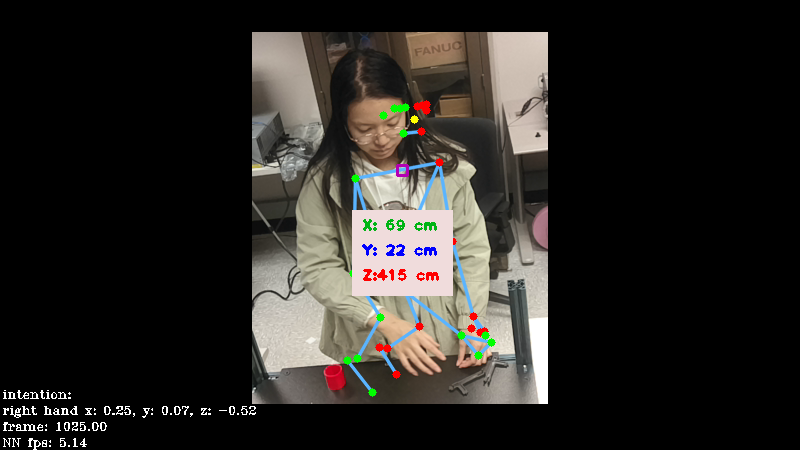 FANUC
X: 69 cm
Y: 22 cm
Z:415 cm
intention:
right hand x: 0.25, y: 0.07, z: -0.52
frame: 1025.00
NN fps: 5.14